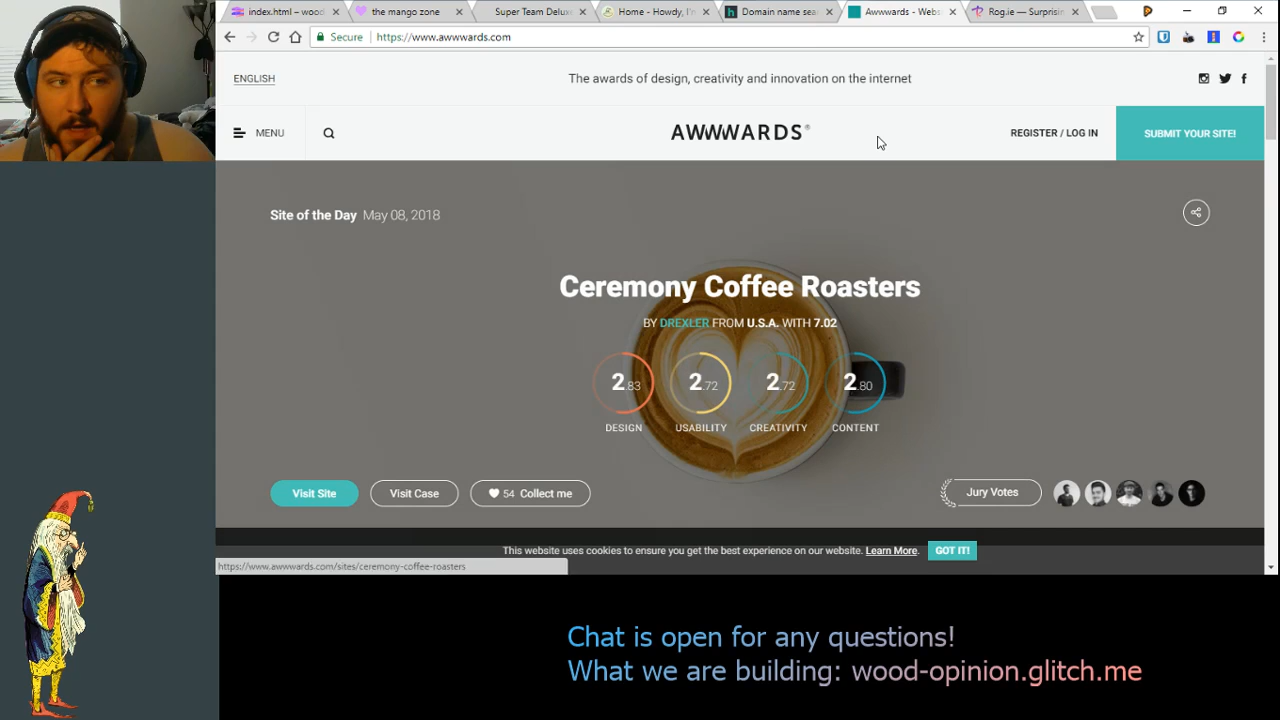 index.html – wood
the mango zone
Super Team Deluxe
Home - Howdy, I'm
Domain name sea
Awwwards - Webs
Rog.ie — Surprisin
Secure
https://www.awwwards.com
ENGLISH
The awards of design, creativity and innovation on the internet
MENU
AWWWARDS®
REGISTER / LOG IN
SUBMIT YOUR SITE!
Site of the Day May 08, 2018
Ceremony Coffee Roasters
BY DREXLER FROM U.S.A. WITH 7.02
2.83 2.72 2.72 2.80
DESIGN USABILITY CREATIVITY CONTENT
Visit Site
Visit Case
54 Collect me
Jury Votes
This website uses cookies to ensure you get the best experience on our website. Learn More.
GOT IT!
https://www.awwwards.com/sites/ceremony-coffee-roasters
Chat is open for any questions!
What we are building: wood-opinion.glitch.me